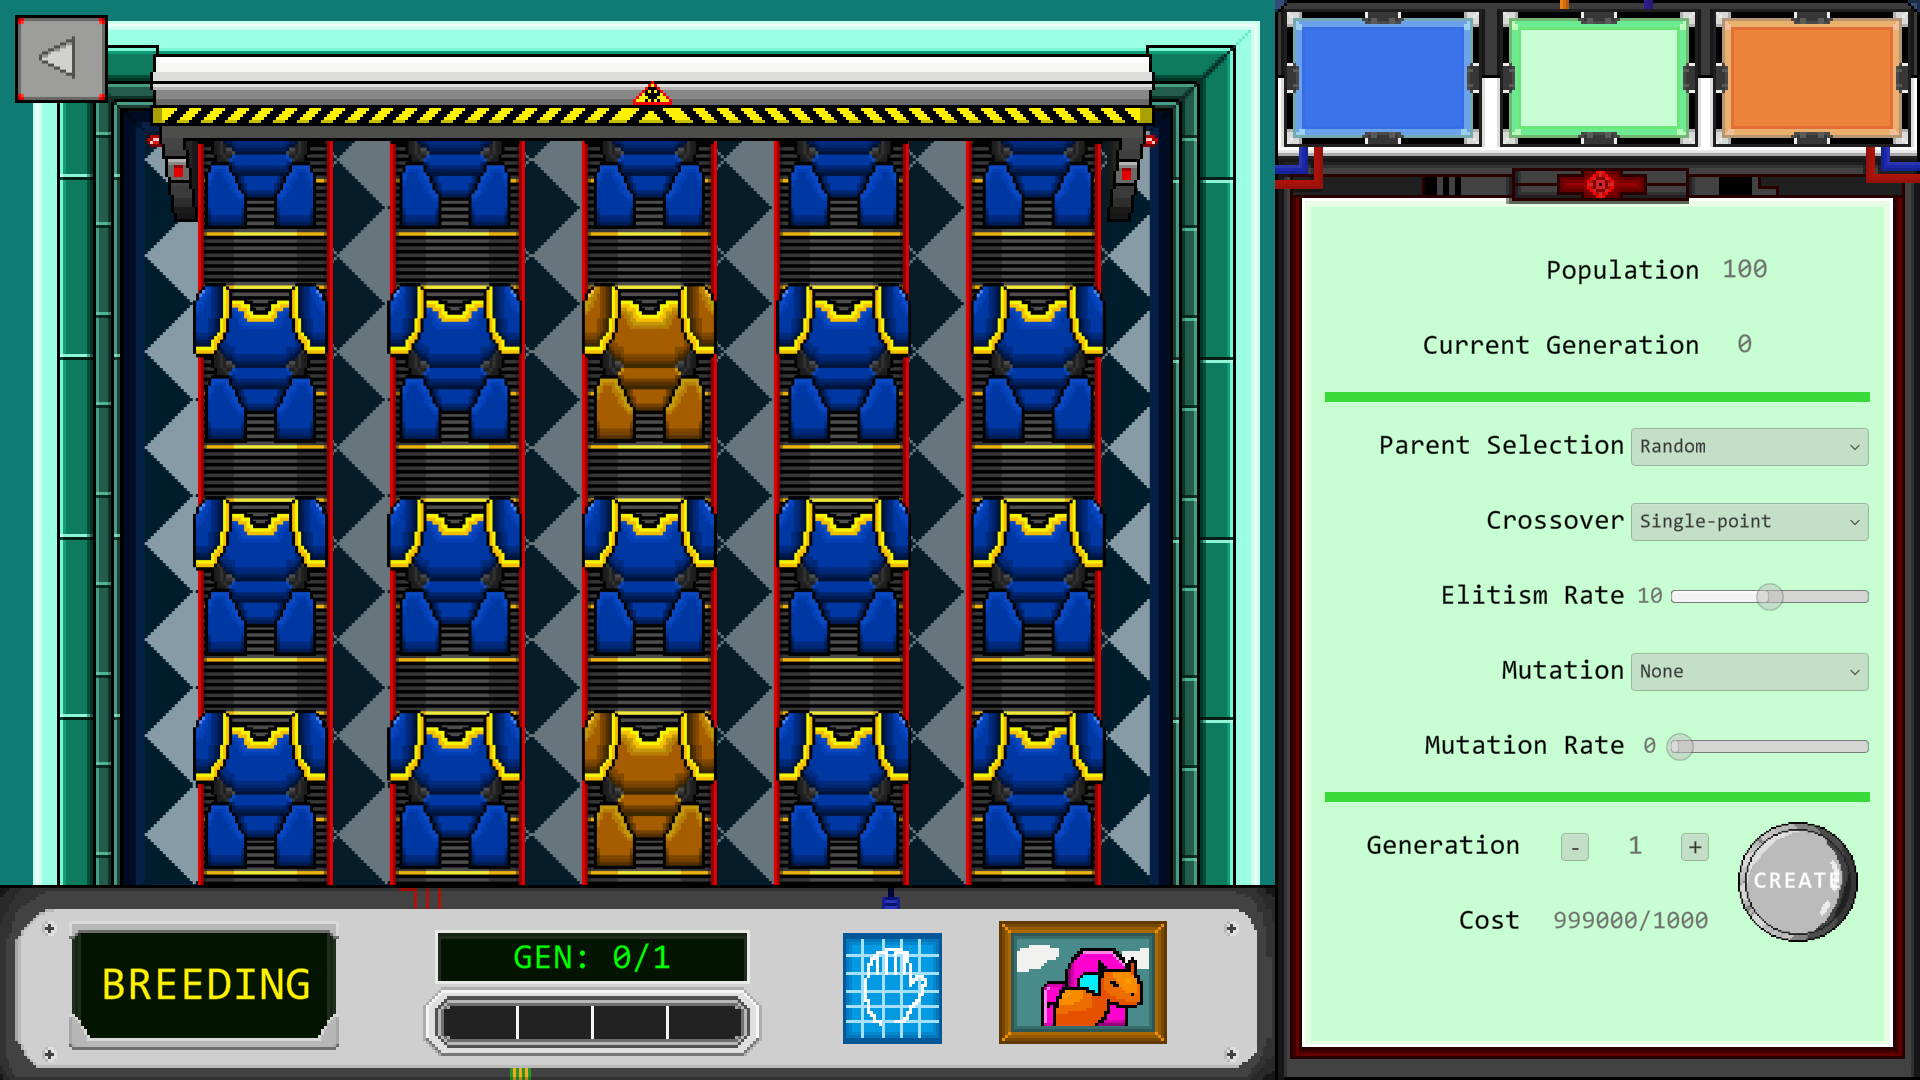 Population 100
Current Generation 0
Parent Selection Random
Crossover Single-point
Elitism Rate 10
Mutation None
Mutation Rate 0
Generation - 1 +
CREATE
Cost 999000/1000
BREEDING
GEN: 0/1